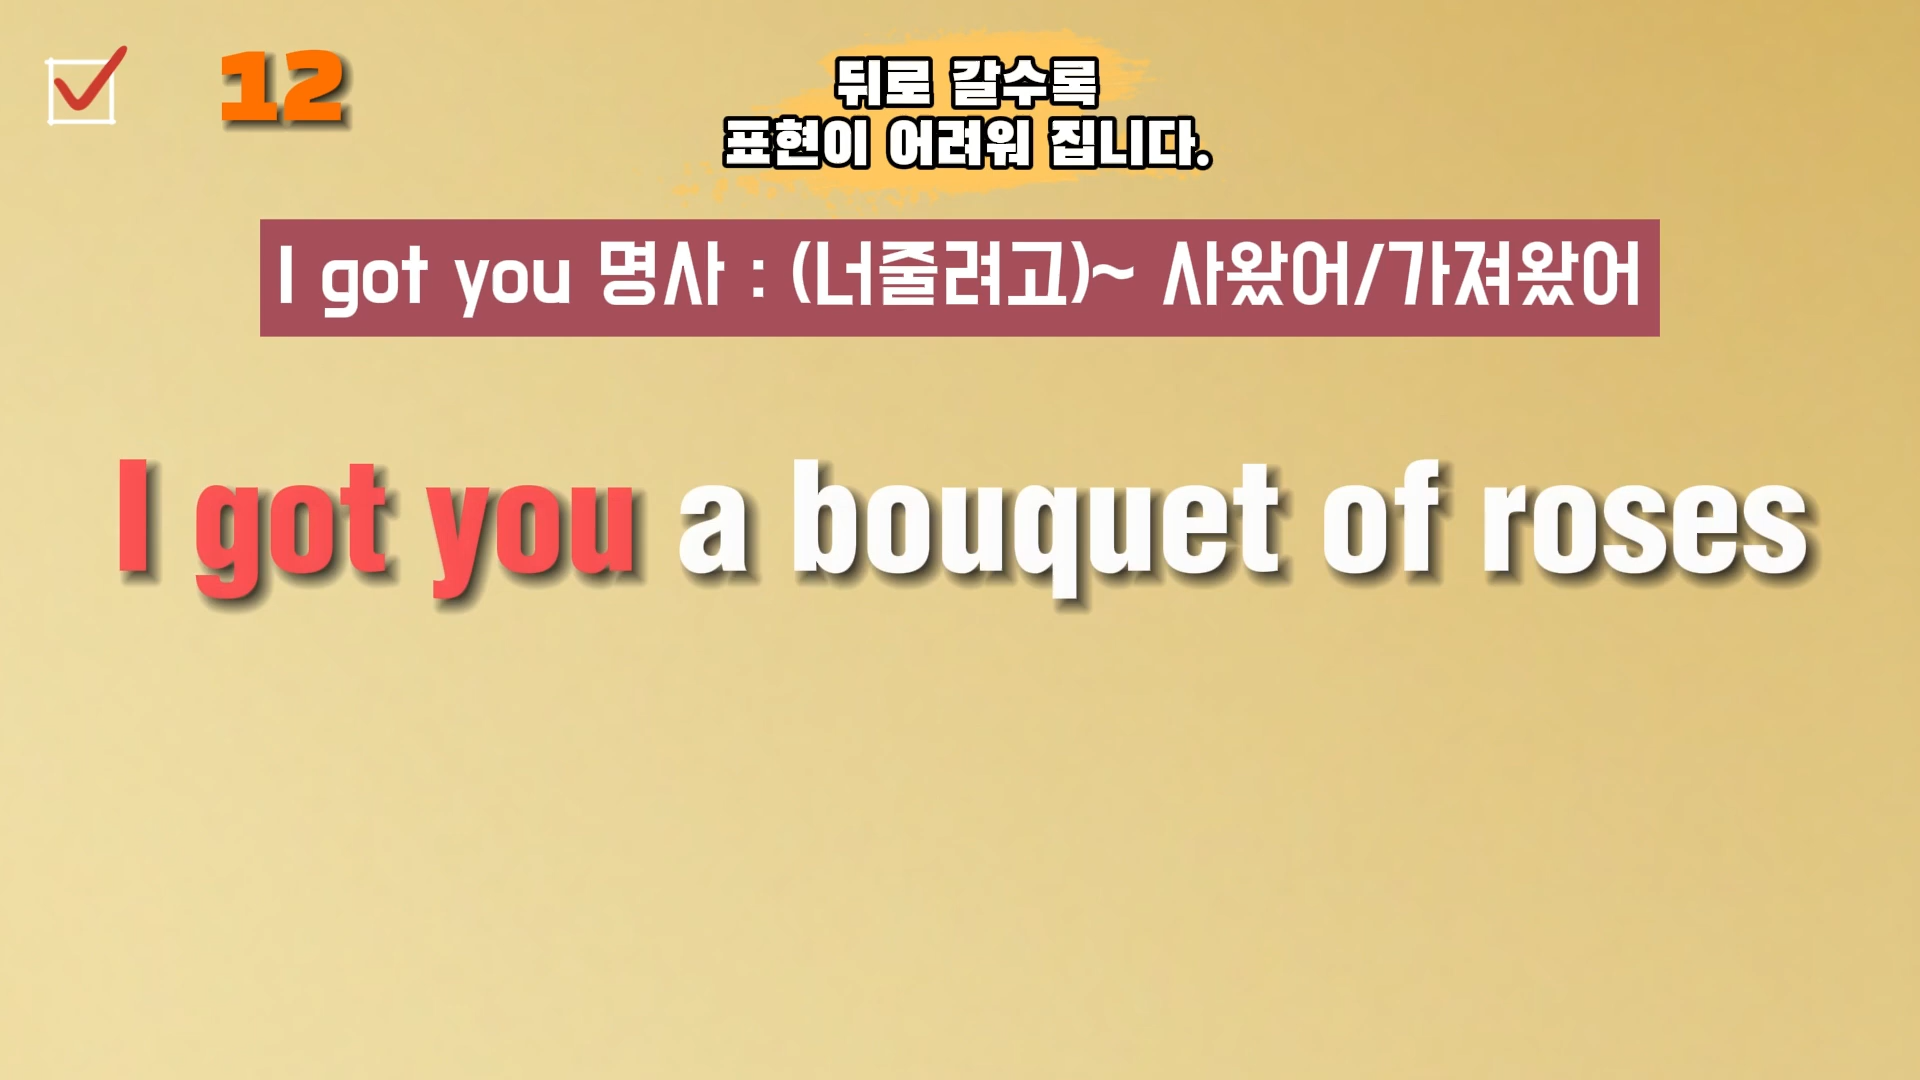 12
뒤로 갈수록
표현이 어려워 집니다.
I got you 명사 : (너줄려고)~ 사왔어/가져왔어
I got you a bouquet of roses